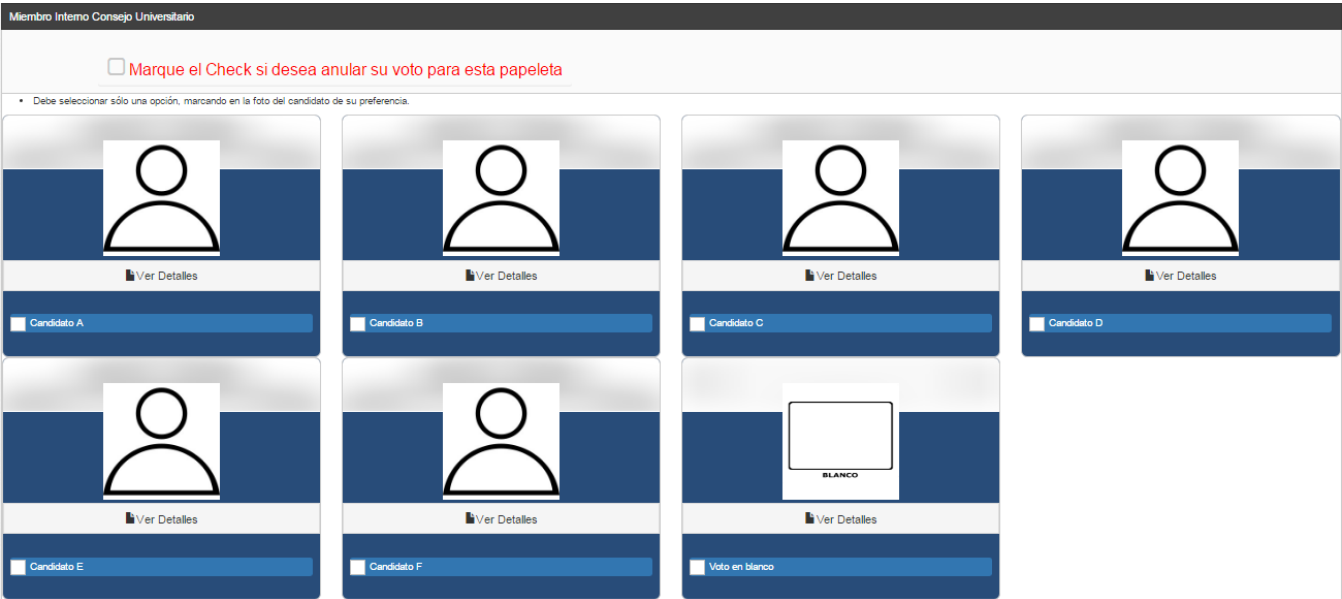 Miembro Interno Consejo Universitario
Marque el Check si desea anular su voto para esta papeleta
Debe seleccionar sólo una opción, marcando en la foto del candidato de su preferencia.
Ver Detalles
Ver Detalles
Ver Detalles
Ver Detalles
Candidato A
Candidato B
Candidato C
Candidato D
BLANCO
Ver Detalles
Ver Detalles
Ver Detalles
Candidato E
Candidato F
Voto en blanco